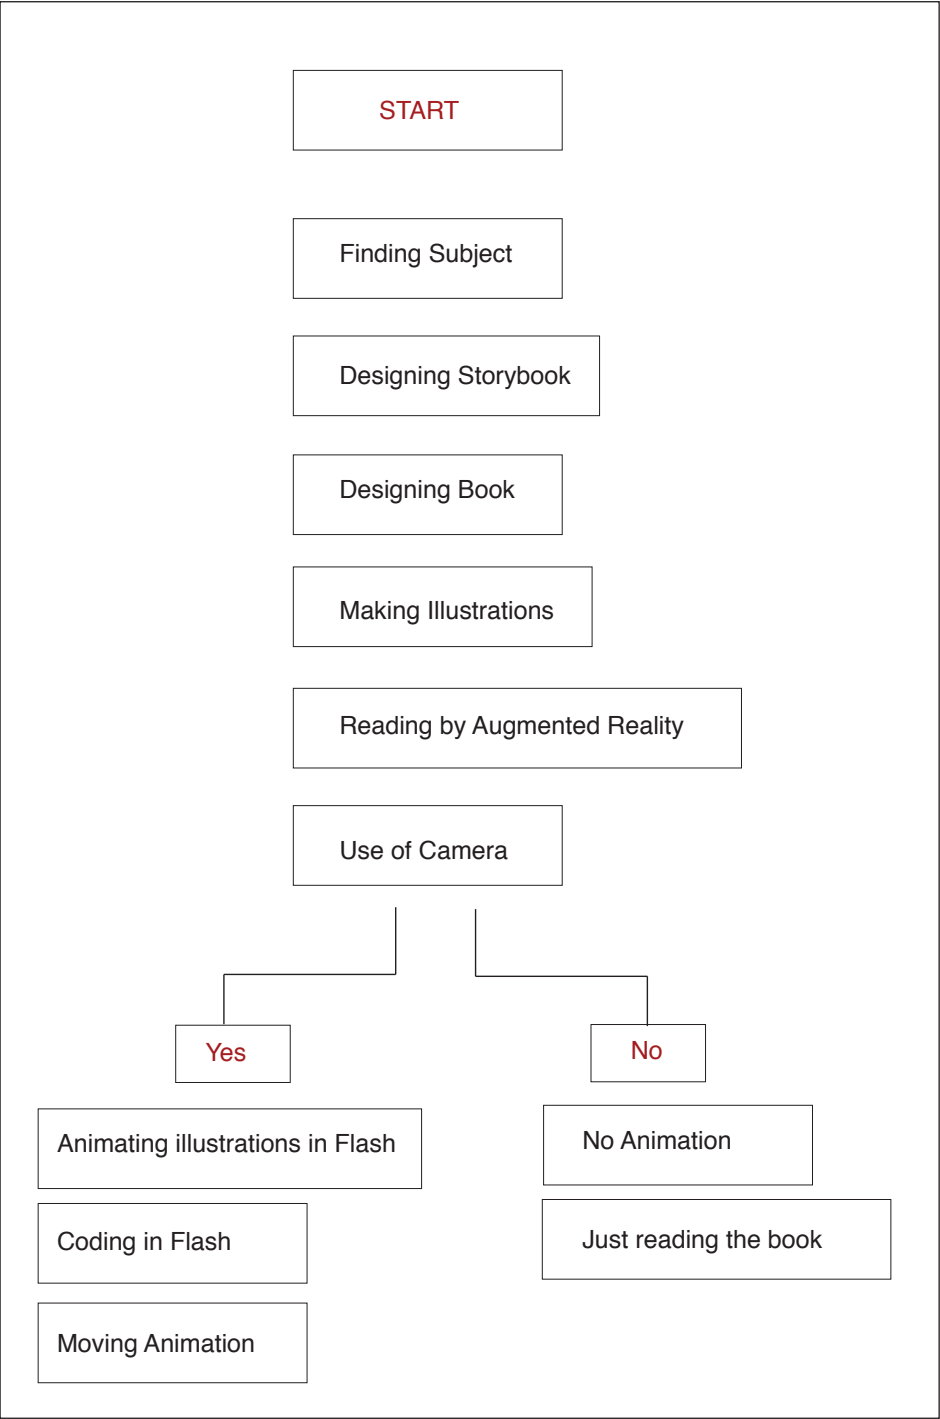 START
Finding Subject
Designing Storybook
Designing Book
Making Illustrations
Reading by Augmented Reality
Use of Camera
Yes
No
Animating illustrations in Flash
No Animation
Coding in Flash
Just reading the book
Moving Animation